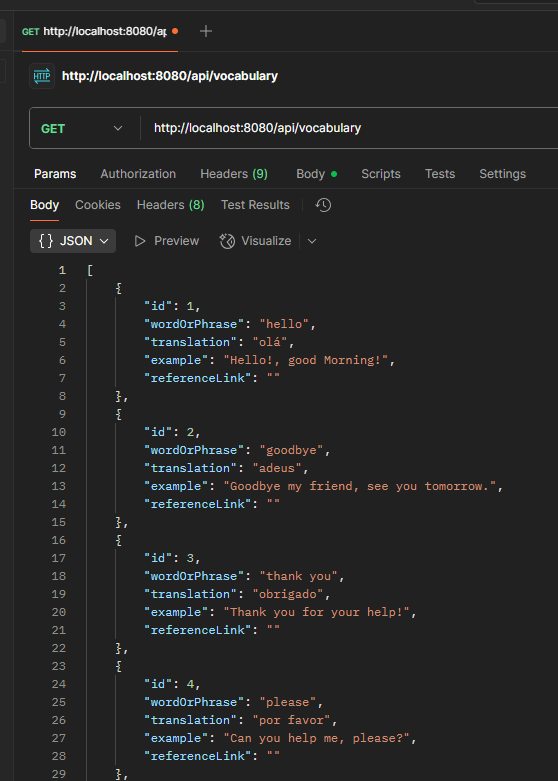 GET http://localhost:8080/ap
HTTP http://localhost:8080/api/vocabulary
GET http://localhost:8080/api/vocabulary
Params Authorization Headers (9) Body Scripts Tests Settings
Body Cookies Headers (8) Test Results
{} JSON Preview Visualize
1 [
2 {
3 "id": 1,
4 "wordOrPhrase": "hello",
5 "translation": "olá",
6 "example": "Hello!, good Morning!",
7 "referenceLink": ""
8 },
9 {
10 "id": 2,
11 "wordOrPhrase": "goodbye",
12 "translation": "adeus",
13 "example": "Goodbye my friend, see you tomorrow.",
14 "referenceLink": ""
15 },
16 {
17 "id": 3,
18 "wordOrPhrase": "thank you",
19 "translation": "obrigado",
20 "example": "Thank you for your help!",
21 "referenceLink": ""
22 },
23 {
24 "id": 4,
25 "wordOrPhrase": "please",
26 "translation": "por favor",
27 "example": "Can you help me, please?",
28 "referenceLink": ""
29 },